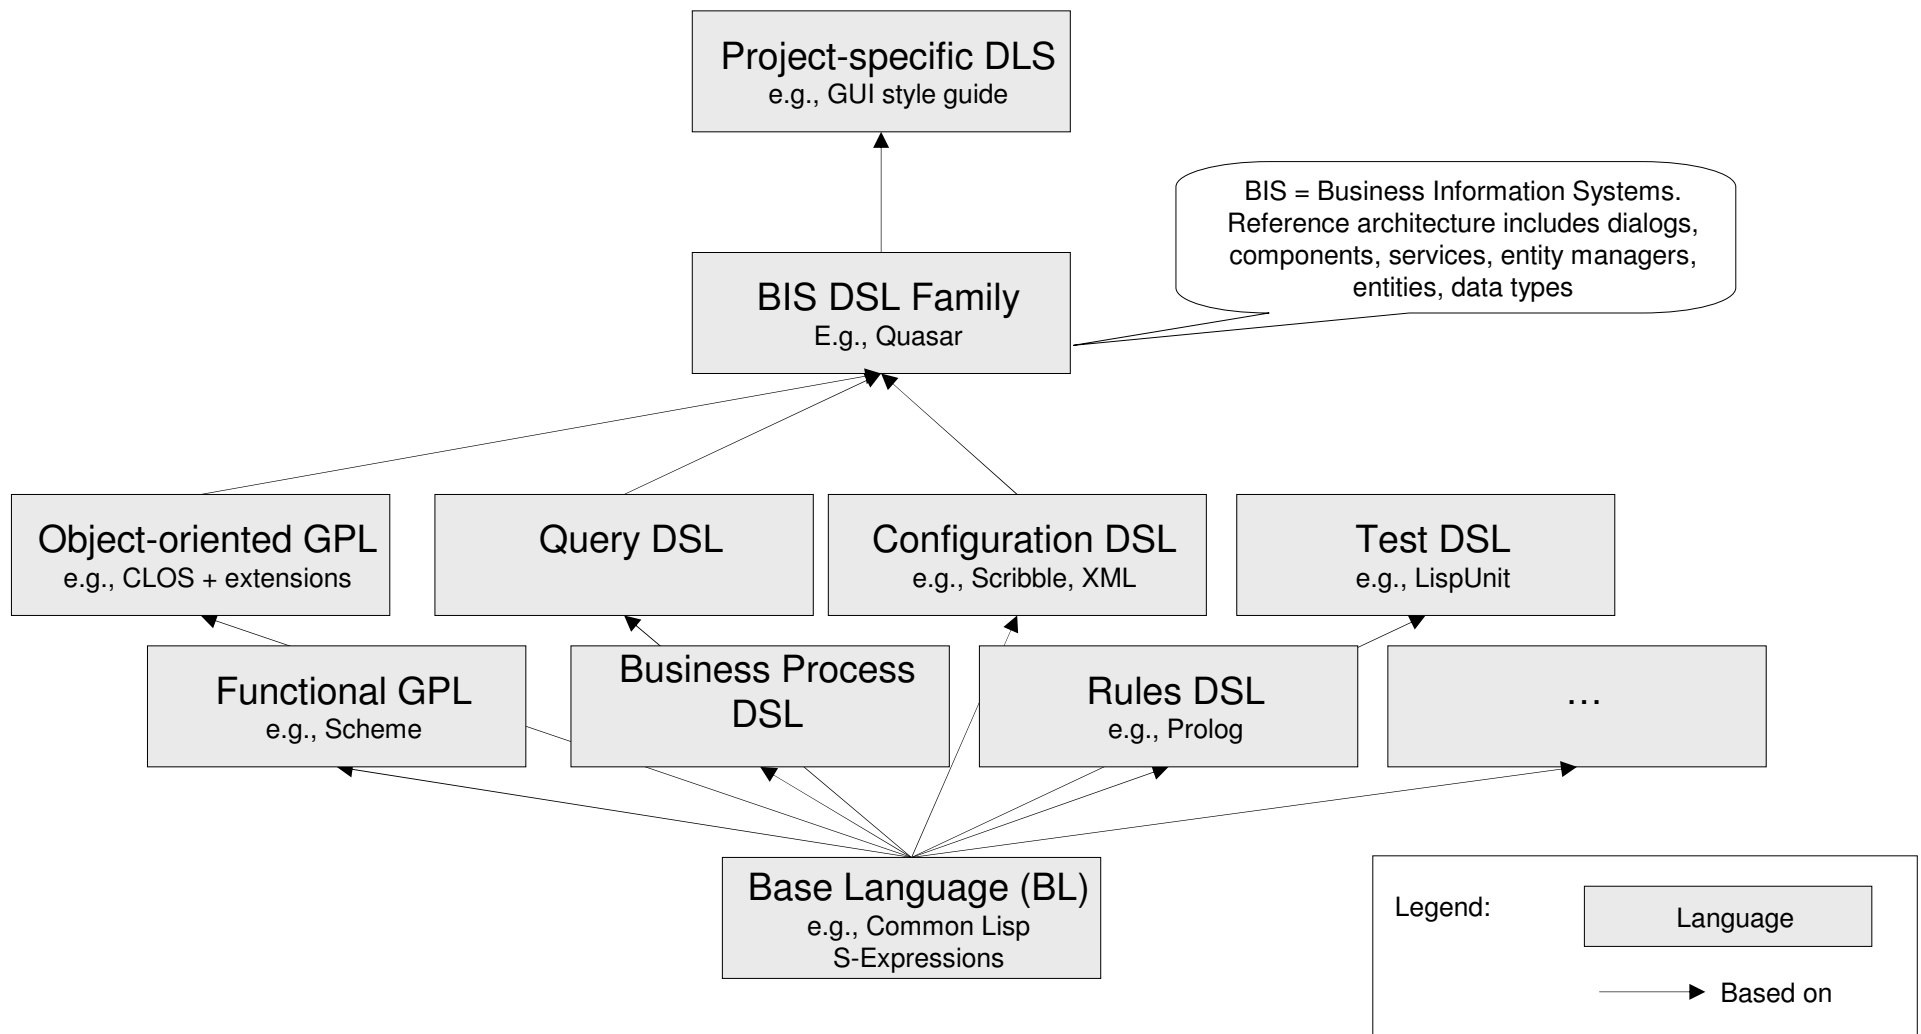 Project-specific DLS
e.g., GUI style guide
BIS = Business Information Systems.
Reference architecture includes dialogs,
components, services, entity managers,
entities, data types
BIS DSL Family
E.g., Quasar
Object-oriented GPL
e.g., CLOS + extensions
Query DSL
Configuration DSL
e.g., Scribble, XML
Test DSL
e.g., LispUnit
Functional GPL
e.g., Scheme
Business Process
DSL
Rules DSL
e.g., Prolog
…
Base Language (BL)
e.g., Common Lisp
S-Expressions
Legend:
Language
Based on